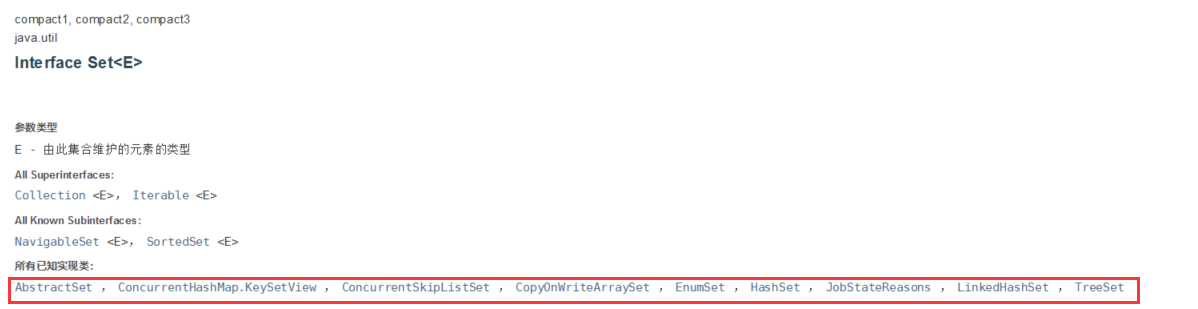 compact1, compact2, compact3
java.util
Interface Set<E>
参数类型
E - 由此集合维护的元素的类型
All Superinterfaces:
Collection <E>， Iterable <E>
All Known Subinterfaces:
NavigableSet <E>， SortedSet <E>
所有已知实现类：
AbstractSet ， ConcurrentHashMap.KeySetView ， ConcurrentSkipListSet ， CopyOnWriteArraySet ， EnumSet ， HashSet ， JobStateReasons ， LinkedHashSet ， TreeSet